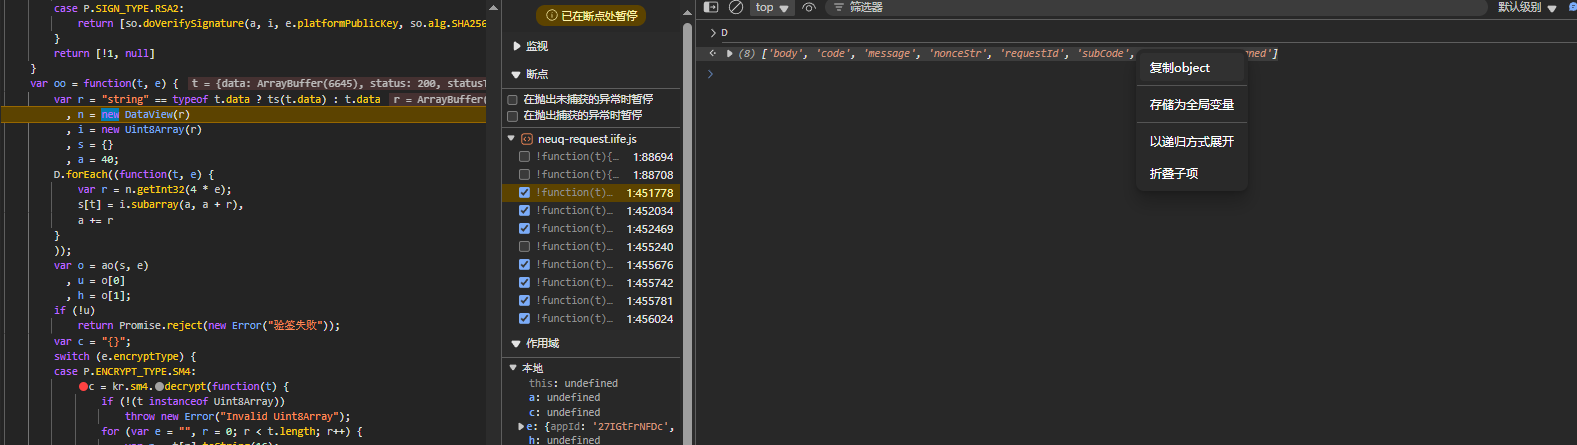 case P.SIGN_TYPE.RSA2:
return [so.doVerifySignature(a, i, e.platformPublicKey, so.alg.SHA256
}
return [!1, null]
}
var oo = function(t, e) { t = {data: ArrayBuffer(6645), status: 200, statusT
var r = "string" == typeof t.data ? ts(t.data) : t.data r = ArrayBuffer(
, n = new DataView(r)
, i = new Uint8Array(r)
, s = {}
, a = 40;
D.forEach((function(t, e) {
var r = n.getInt32(4 * e);
s[t] = i.subarray(a, a + r),
a += r
}
));
var o = ao(s, e)
, u = o[0]
, h = o[1];
if (!u)
return Promise.reject(new Error("验签失败"));
var c = "{}";
switch (e.encryptType) {
case P.ENCRYPT_TYPE.SM4:
c = kr.sm4.decrypt(function(t) {
if (!(t instanceof Uint8Array))
throw new Error("Invalid Uint8Array");
for (var e = "", r = 0; r < t.length; r++) {
已在断点处暂停
监视
断点
在抛出未捕获的异常时暂停
在抛出捕获的异常时暂停
neuq-request.iife.js
!function(t){… 1:88694
!function(t){… 1:88708
!function(t)… 1:451778
!function(t)… 1:452034
!function(t)… 1:452469
!function(t)… 1:455240
!function(t)… 1:455676
!function(t)… 1:455742
!function(t)… 1:455781
!function(t)… 1:456024
作用域
本地
this: undefined
a: undefined
c: undefined
e: {appId: '27IGtFrNFDc',
h: undefined
top
筛选器
默认级别
D
(8) ['body', 'code', 'message', 'nonceStr', 'requestId', 'subCode', ned']
复制object
存储为全局变量
以递归方式展开
折叠子项